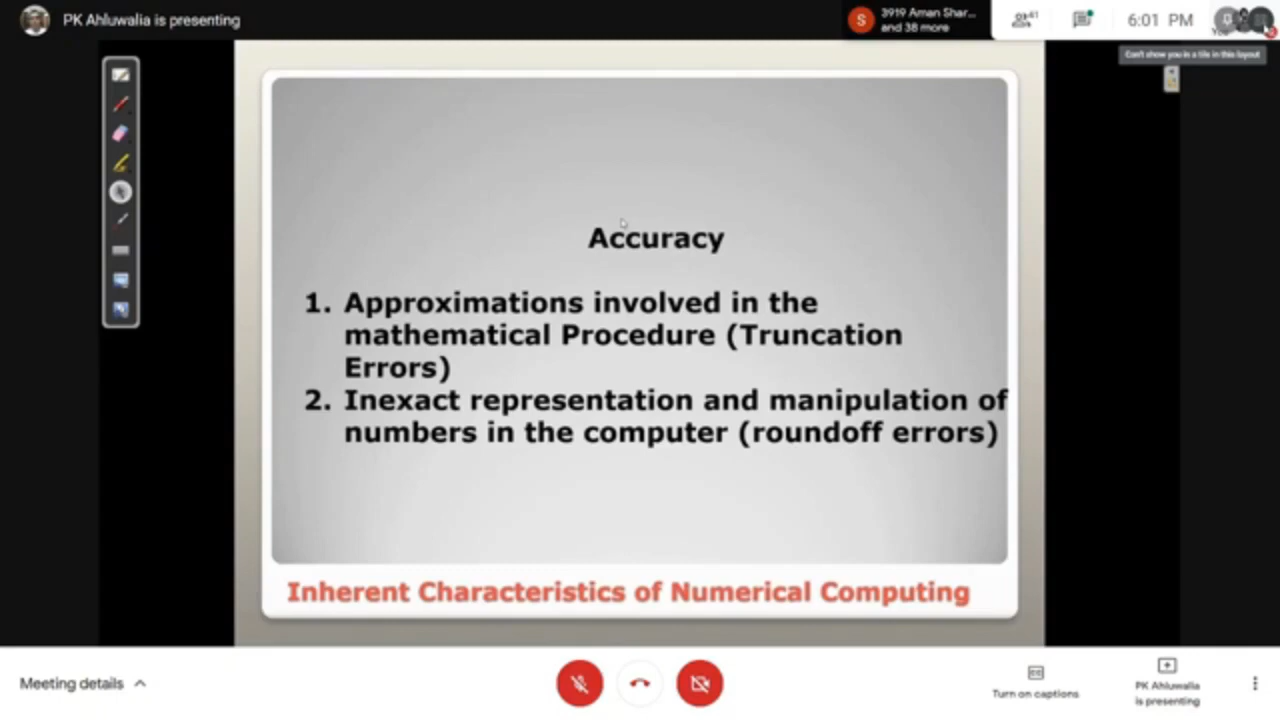 PK Ahluwalia is presenting
3919 Aman Shar...
and 38 more
S
41
6:01 PM
You
Can't show you in a tile in this layout
Accuracy
1. Approximations involved in the
mathematical Procedure (Truncation
Errors)
2. Inexact representation and manipulation of
numbers in the computer (roundoff errors)
Inherent Characteristics of Numerical Computing
Meeting details
Turn on captions
PK Ahluwalia
is presenting